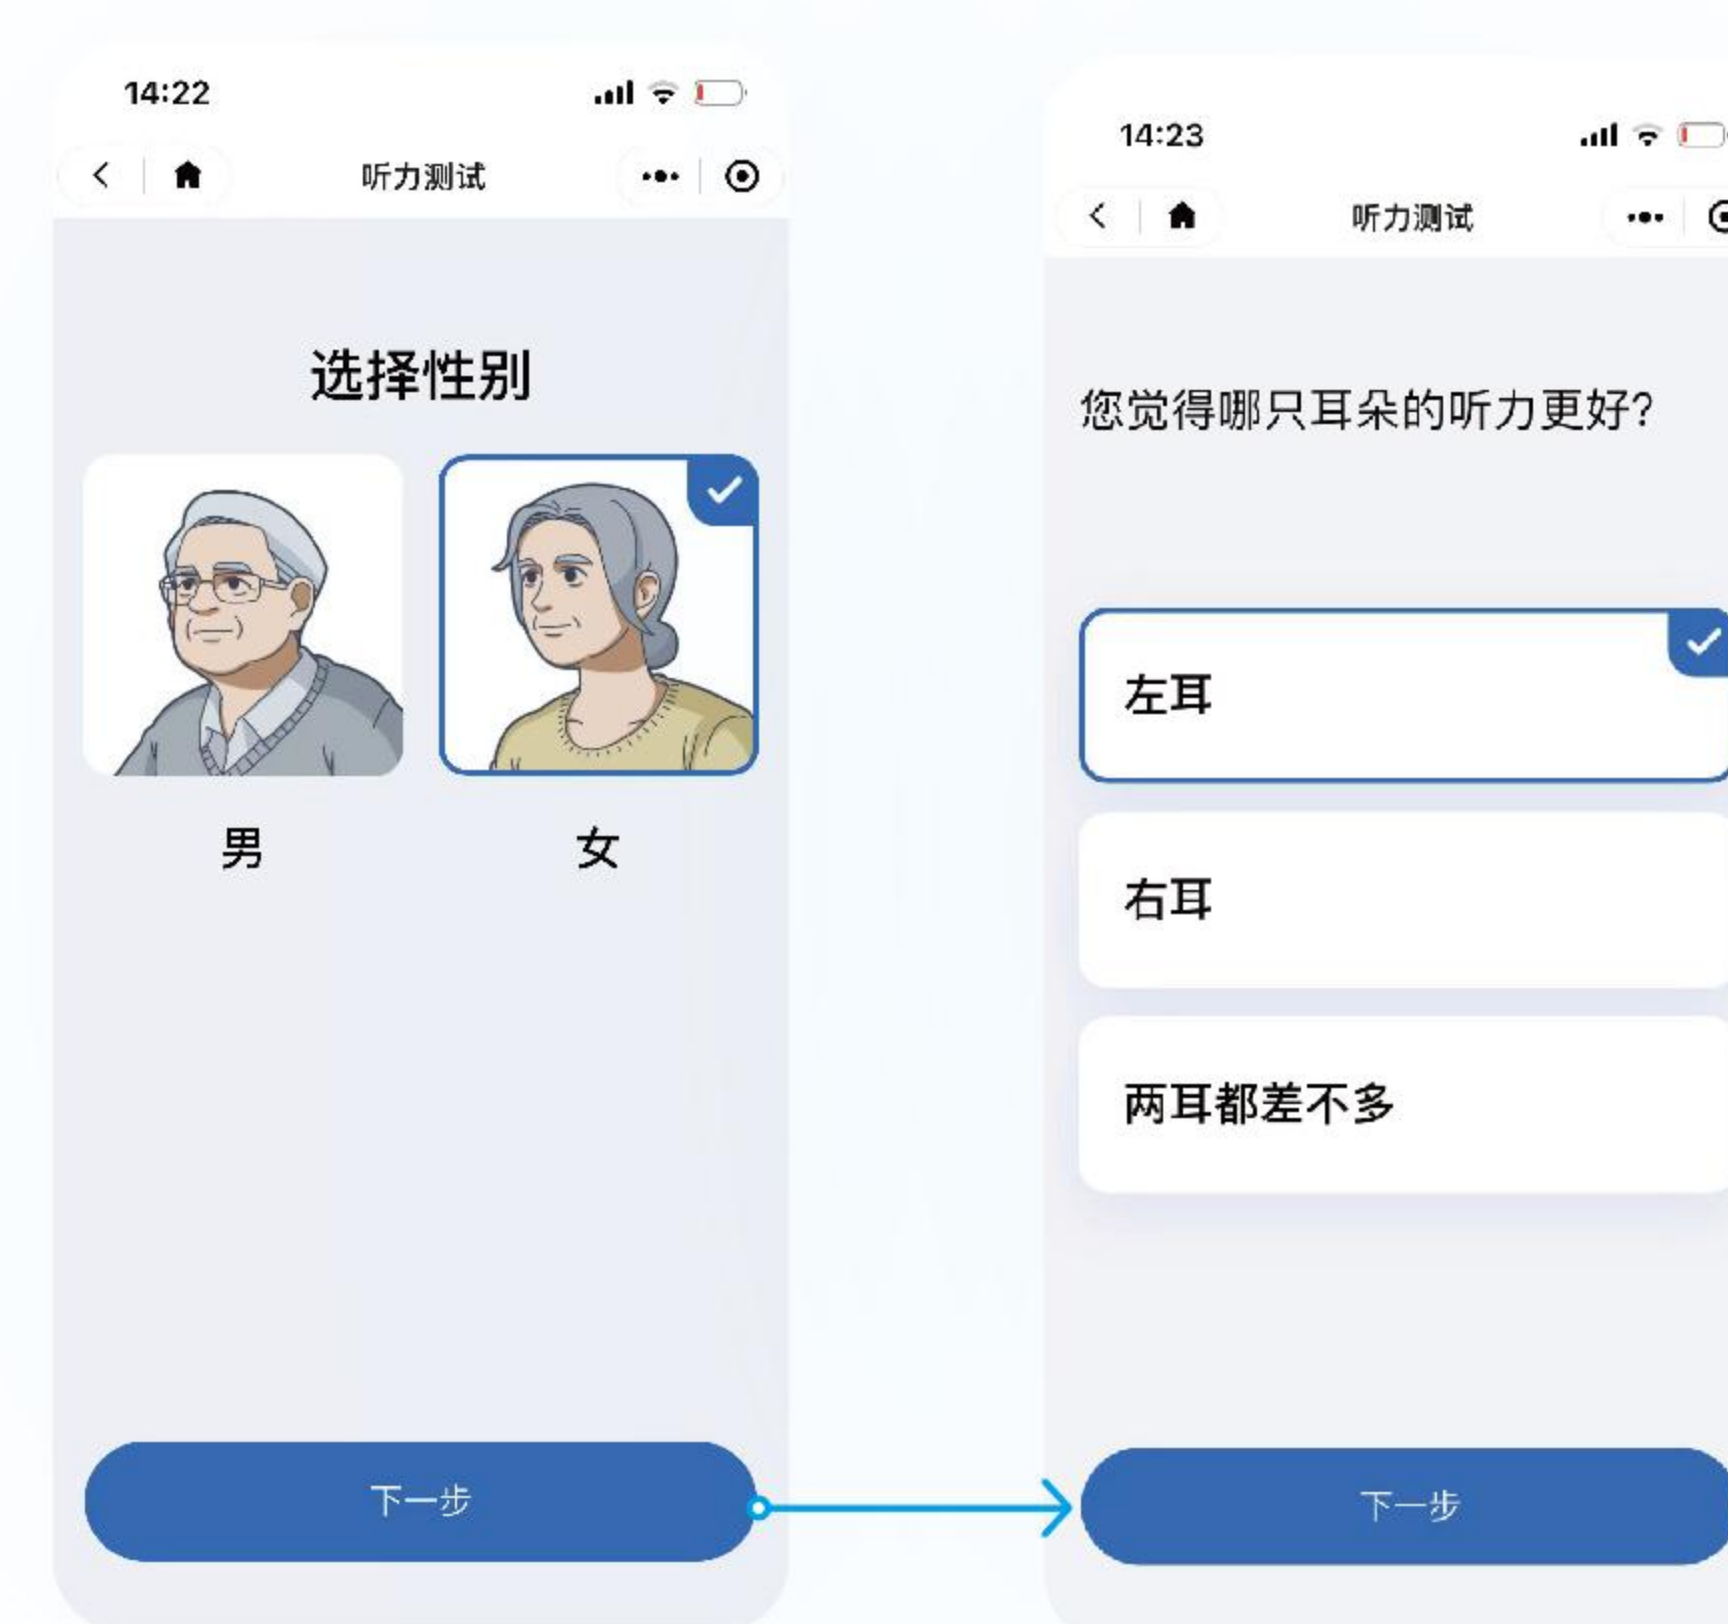 14:22
听力测试
选择性别
男
女
下一步
14:23
听力测试
您觉得哪只耳朵的听力更好?
左耳
右耳
两耳都差不多
下一步